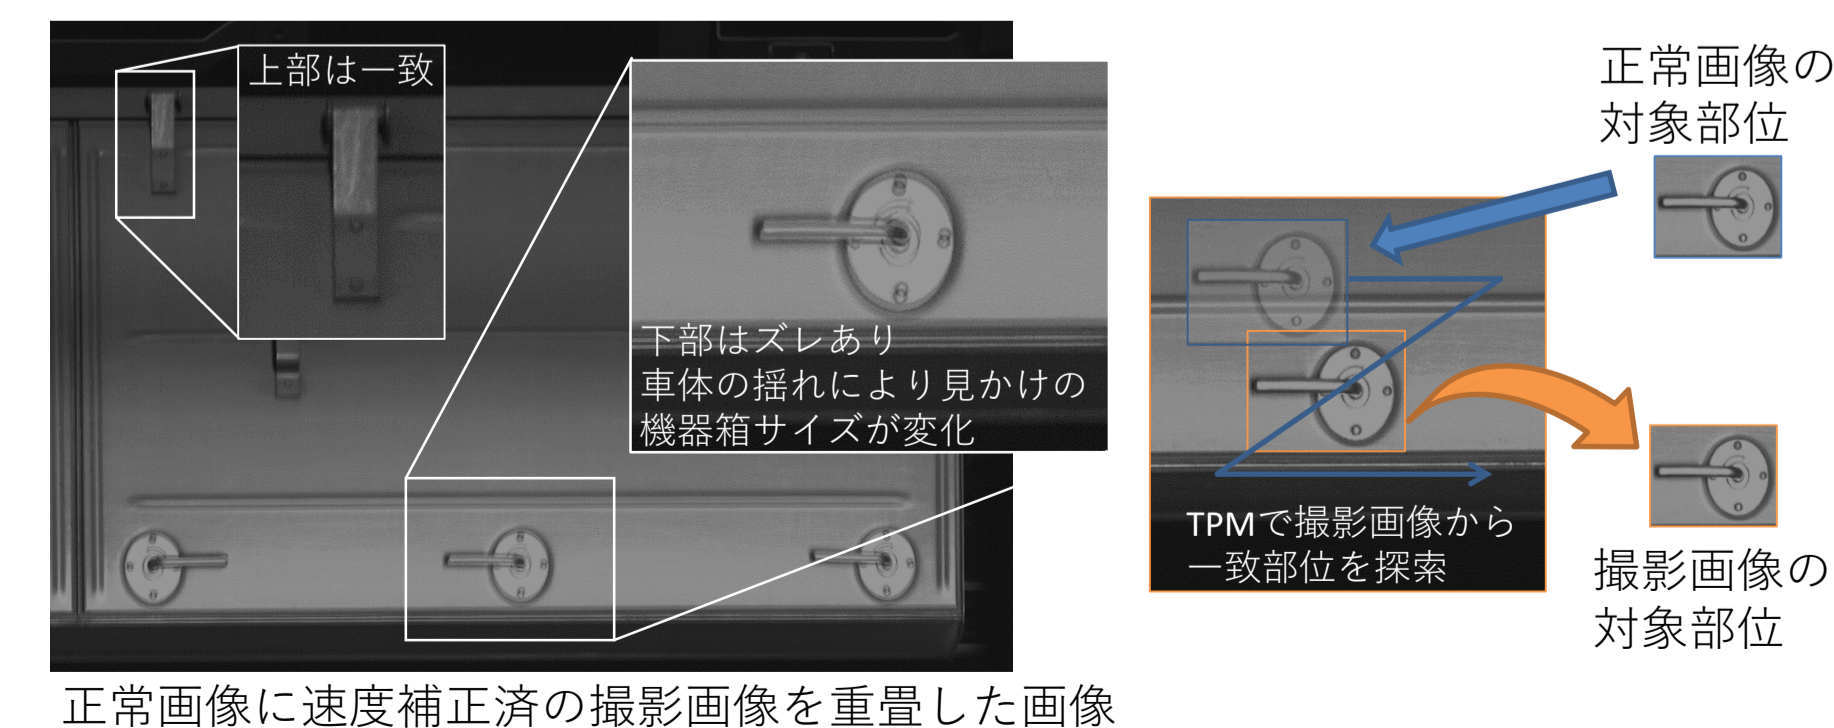 上部は一致
下部はズレあり
車体の揺れにより見かけの
機器箱サイズが変化
正常画像に速度補正済の撮影画像を重畳した画像
正常画像の
対象部位
TPMで撮影画像から
一致部位を探索
撮影画像の
対象部位